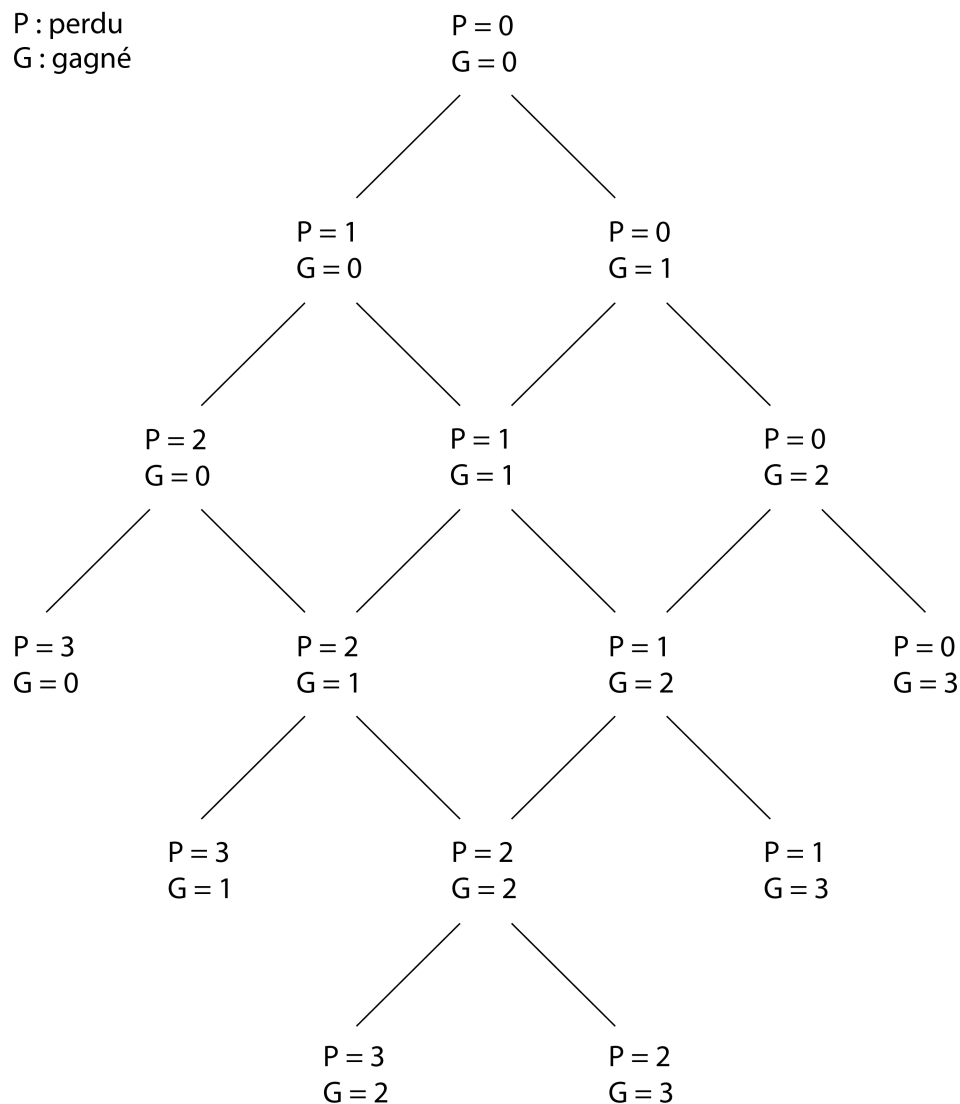 P : perdu
G : gagné
P = 0
G = 0
P = 1
G = 0
P = 0
G = 1
P = 2
G = 0
P = 1
G = 1
P = 0
G = 2
P = 3
G = 0
P = 2
G = 1
P = 1
G = 2
P = 0
G = 3
P = 3
G = 1
P = 2
G = 2
P = 1
G = 3
P = 3
G = 2
P = 2
G = 3